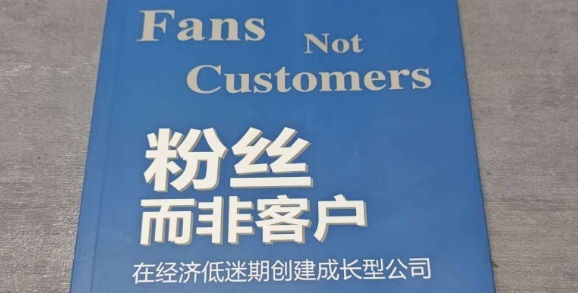 Fans Not
Customers
粉丝
而非客户
在经济低迷期创建成长型公司